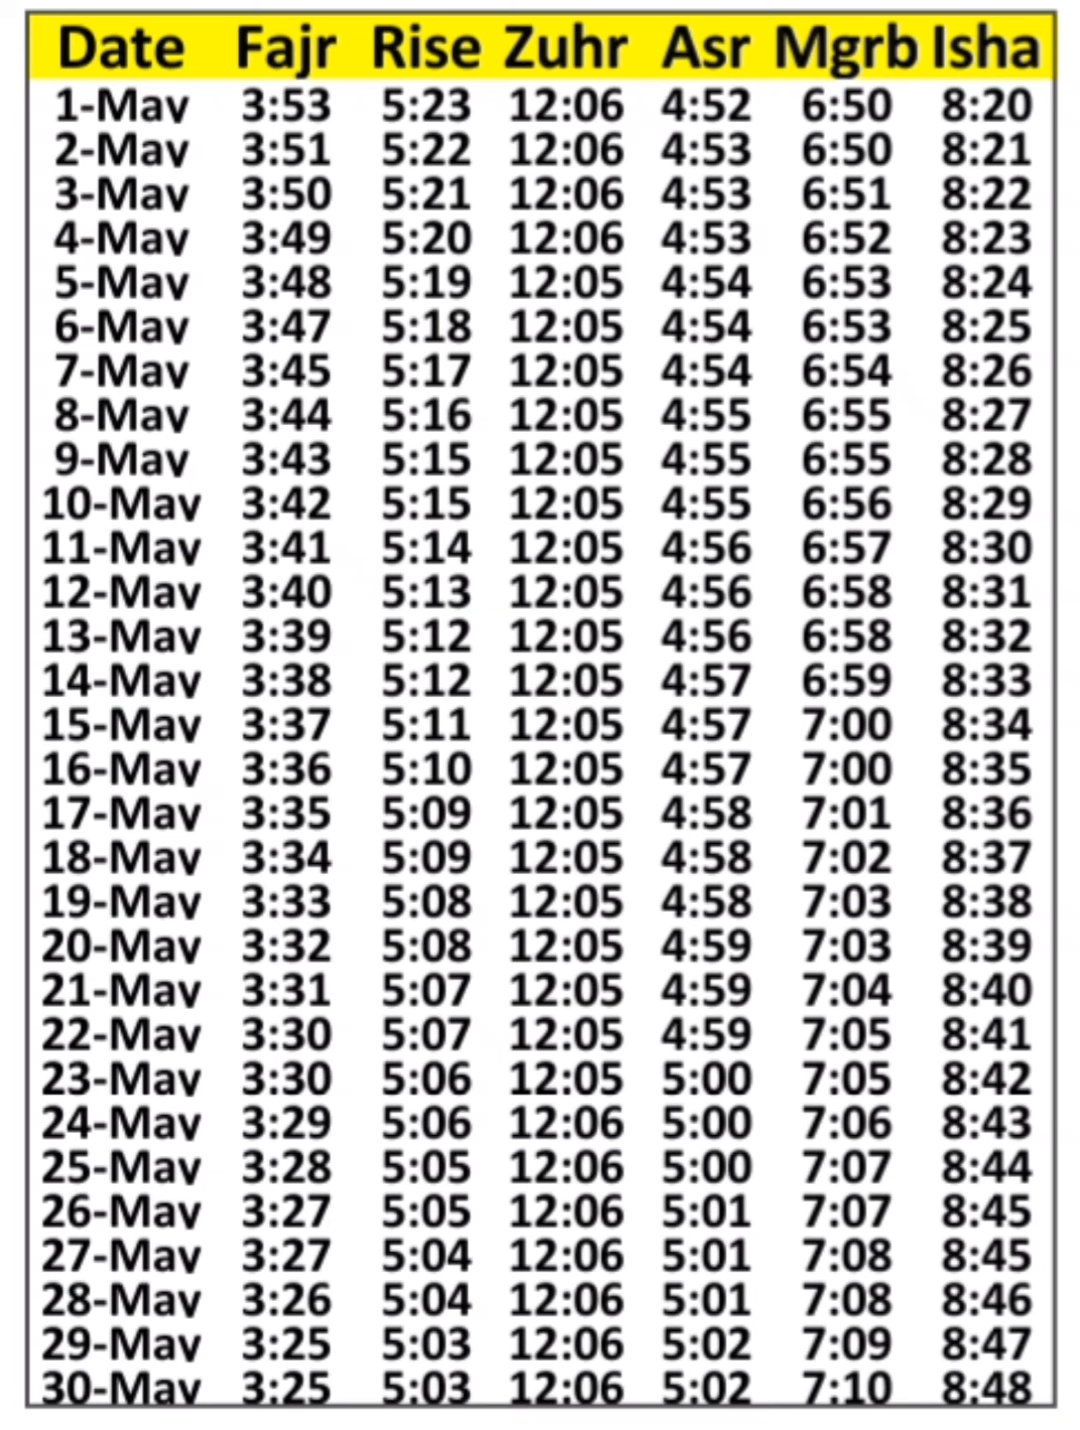 Date Fajr Rise Zuhr Asr Mgrb Isha
1-May 3:53 5:23 12:06 4:52 6:50 8:20
2-May 3:51 5:22 12:06 4:53 6:50 8:21
3-May 3:50 5:21 12:06 4:53 6:51 8:22
4-May 3:49 5:20 12:06 4:53 6:52 8:23
5-May 3:48 5:19 12:05 4:54 6:53 8:24
6-May 3:47 5:18 12:05 4:54 6:53 8:25
7-May 3:45 5:17 12:05 4:54 6:54 8:26
8-May 3:44 5:16 12:05 4:55 6:55 8:27
9-May 3:43 5:15 12:05 4:55 6:55 8:28
10-May 3:42 5:15 12:05 4:55 6:56 8:29
11-May 3:41 5:14 12:05 4:56 6:57 8:30
12-May 3:40 5:13 12:05 4:56 6:58 8:31
13-May 3:39 5:12 12:05 4:56 6:58 8:32
14-May 3:38 5:12 12:05 4:57 6:59 8:33
15-May 3:37 5:11 12:05 4:57 7:00 8:34
16-May 3:36 5:10 12:05 4:57 7:00 8:35
17-May 3:35 5:09 12:05 4:58 7:01 8:36
18-May 3:34 5:09 12:05 4:58 7:02 8:37
19-May 3:33 5:08 12:05 4:58 7:03 8:38
20-May 3:32 5:08 12:05 4:59 7:03 8:39
21-May 3:31 5:07 12:05 4:59 7:04 8:40
22-May 3:30 5:07 12:05 4:59 7:05 8:41
23-May 3:30 5:06 12:05 5:00 7:05 8:42
24-May 3:29 5:06 12:06 5:00 7:06 8:43
25-May 3:28 5:05 12:06 5:00 7:07 8:44
26-May 3:27 5:05 12:06 5:01 7:07 8:45
27-May 3:27 5:04 12:06 5:01 7:08 8:45
28-May 3:26 5:04 12:06 5:01 7:08 8:46
29-May 3:25 5:03 12:06 5:02 7:09 8:47
30-May 3:25 5:03 12:06 5:02 7:10 8:48